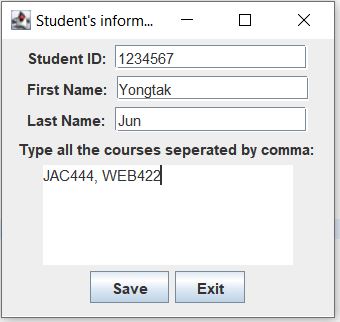 Student's inform...
Student ID: 1234567
First Name: Yongtak
Last Name: Jun
Type all the courses seperated by comma:
JAC444, WEB422
Save Exit